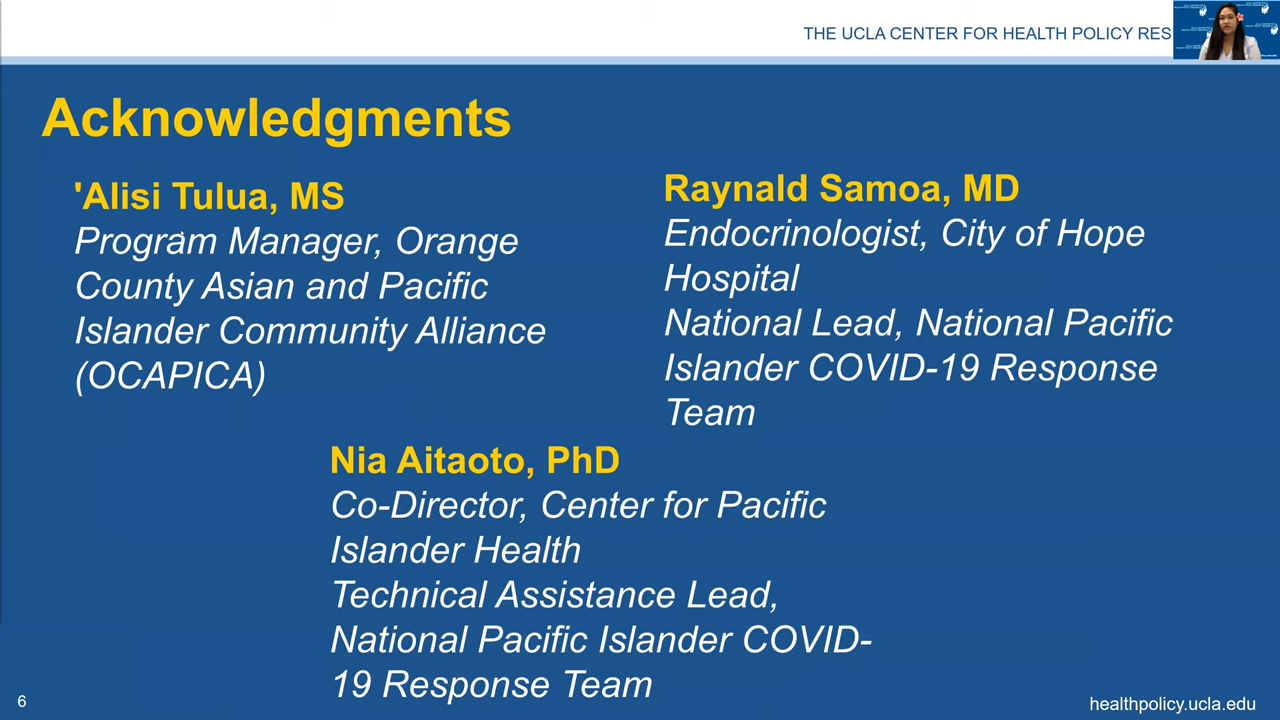 THE UCLA CENTER FOR HEALTH POLICY RES
Acknowledgments
'Alisi Tulua, MS
Program Manager, Orange
County Asian and Pacific
Islander Community Alliance
(OCAPICA)
Raynald Samoa, MD
Endocrinologist, City of Hope
Hospital
National Lead, National Pacific
Islander COVID-19 Response
Team
Nia Aitaoto, PhD
Co-Director, Center for Pacific
Islander Health
Technical Assistance Lead,
National Pacific Islander COVID-
19 Response Team
6
healthpolicy.ucla.edu